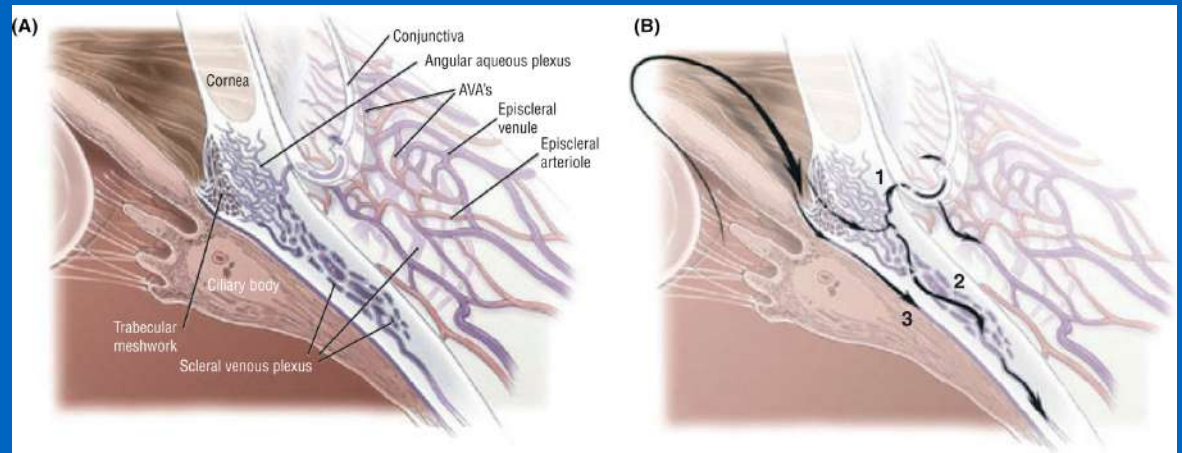 (A)
Conjunctiva
Angular aqueous plexus
Cornea
AVA's
Episcleral
venule
Episcleral
arteriole
Ciliary body
Trabecular
meshwork
Scleral venous plexus
(B)
1
2
3